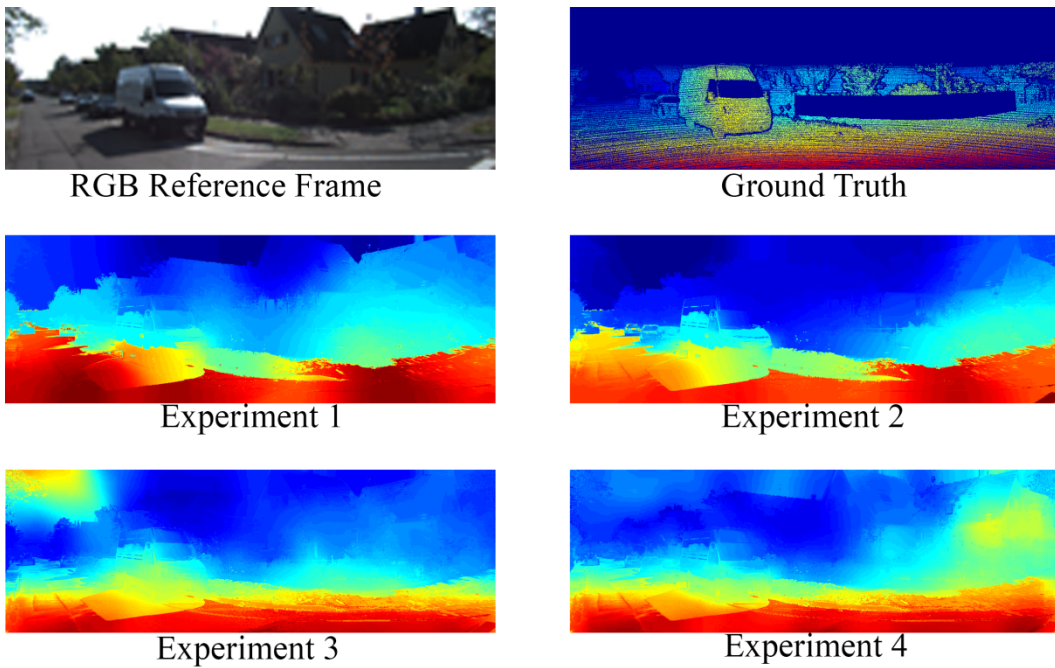 RGB Reference Frame
Ground Truth
Experiment 1
Experiment 2
Experiment 3
Experiment 4